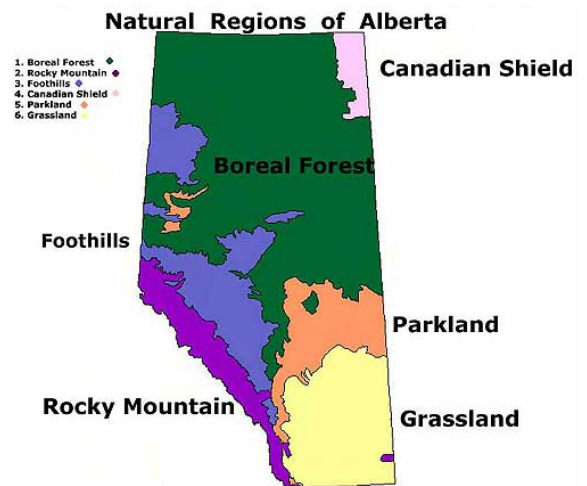 Natural Regions of Alberta
1. Boreal Forest
2. Rocky Mountain
3. Foothills
4. Canadian Shield
5. Parkland
6. Grassland
Canadian Shield
Boreal Forest
Foothills
Parkland
Rocky Mountain
Grassland